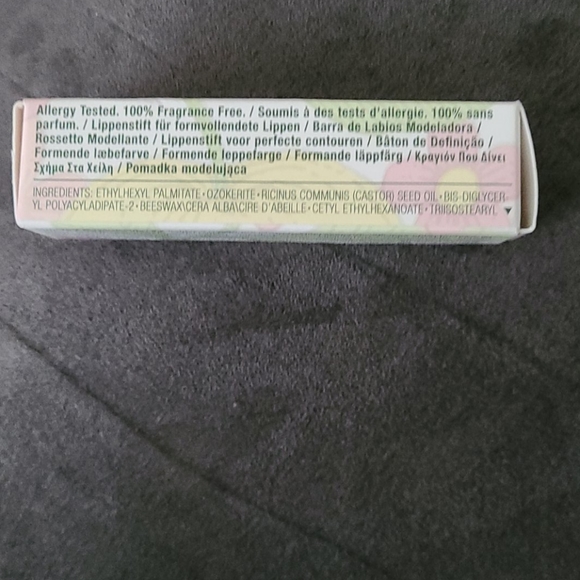 Allergy Tested. 100% Fragrance Free. / Soumis à des tests d'allergie. 100% sans
parfum. / Lippenstift für formvollendete Lippen / Barra de Labios Modeladora /
Rossetto Modellante / Lippenstift voor perfecte contouren / Bâton de Definição /
Formende læbefarve / Formende leppefarge / Formande läppfärg / Κραγιόν Που Δίνει
Σχήμα Στα Χείλη / Pomadka modelująca
INGREDIENTS: ETHYLHEXYL PALMITATE • OZOKERITE • RICINUS COMMUNIS (CASTOR) SEED OIL • BIS-DIGLYCER-
YL POLYACYLADIPATE-2 • BEESWAX\CERA ALBA\CIRE D'ABEILLE • CETYL ETHYLHEXANOATE • TRIISOSTEARYL ▼